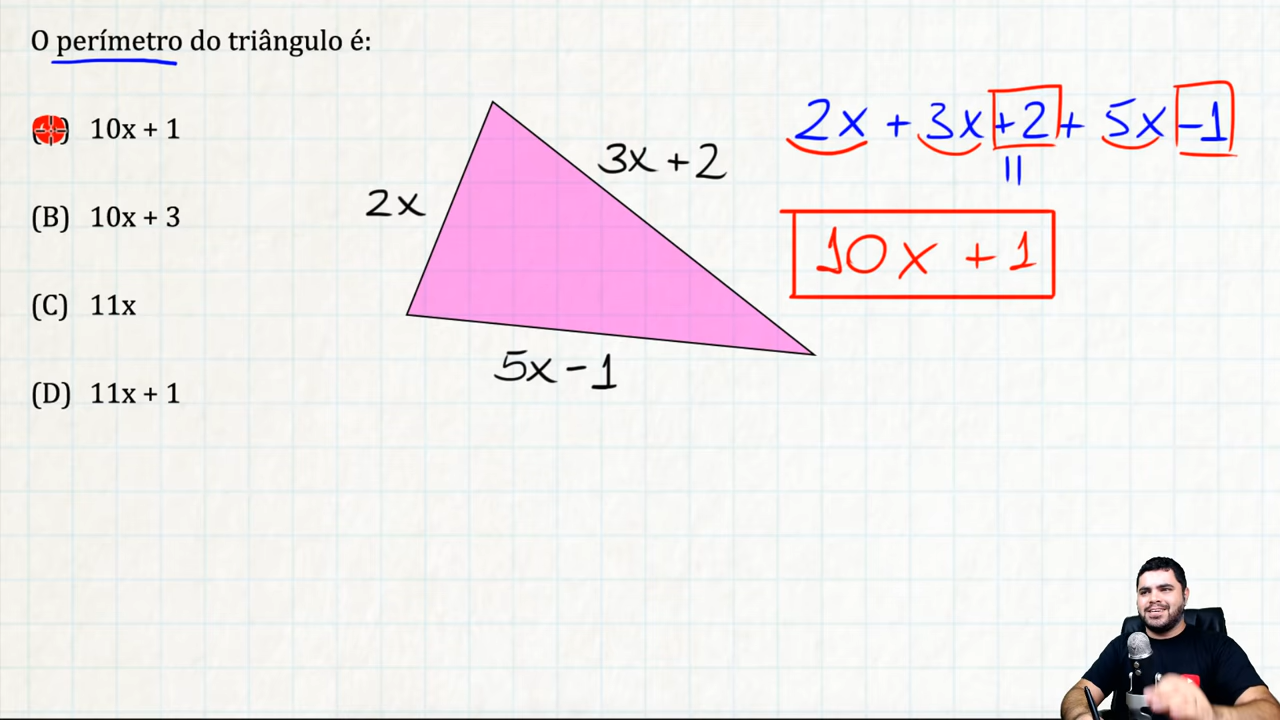 O perímetro do triângulo é:
10x + 1
(B) 10x + 3
(C) 11x
(D) 11x + 1
2x
3x + 2
5x - 1
2x + 3x + 2 + 5x - 1
=
10x + 1